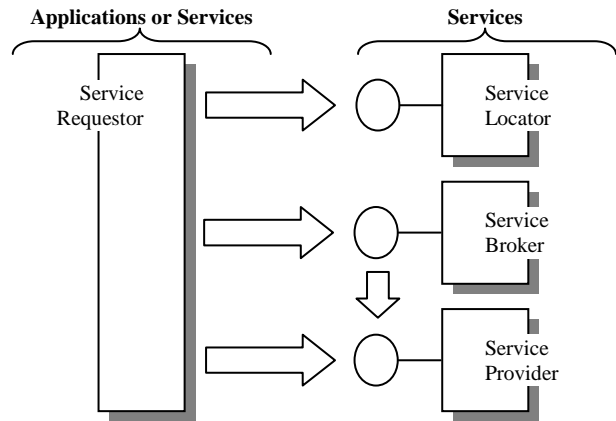 Applications or Services
Services
Service
Requestor
Service
Locator
Service
Broker
Service
Provider